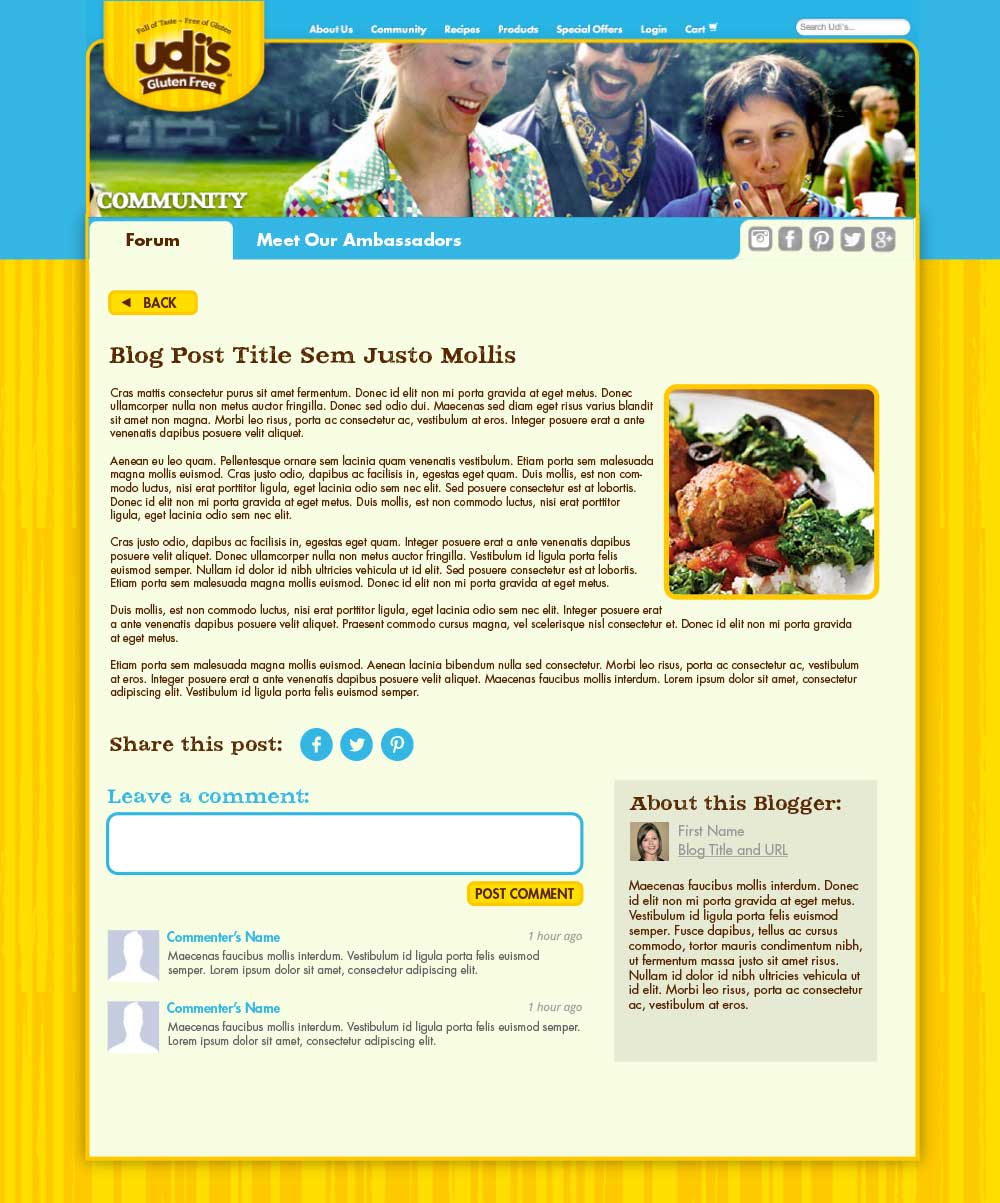 Full of Taste ~ Free of Gluten
udi's
Gluten Free
About Us Community Recipes Products Special Offers Login Cart
Search Udi's...
COMMUNITY
Forum Meet Our Ambassadors
BACK
Blog Post Title Sem Justo Mollis
Cras mattis consectetur purus sit amet fermentum. Donec id elit non mi porta gravida at eget metus. Donec
ullamcorper nulla non metus auctor fringilla. Donec sed odio dui. Maecenas sed diam eget risus varius blandit
sit amet non magna. Morbi leo risus, porta ac consectetur ac, vestibulum at eros. Integer posuere erat a ante
venenatis dapibus posuere velit aliquet.
Aenean eu leo quam. Pellentesque ornare sem lacinia quam venenatis vestibulum. Etiam porta sem malesuada
magna mollis euismod. Cras justo odio, dapibus ac facilisis in, egestas eget quam. Duis mollis, est non com-
modo luctus, nisi erat porttitor ligula, eget lacinia odio sem nec elit. Sed posuere consectetur est at lobortis.
Donec id elit non mi porta gravida at eget metus. Duis mollis, est non commodo luctus, nisi erat porttitor
ligula, eget lacinia odio sem nec elit.
Cras justo odio, dapibus ac facilisis in, egestas eget quam. Integer posuere erat a ante venenatis dapibus
posuere velit aliquet. Donec ullamcorper nulla non metus auctor fringilla. Vestibulum id ligula porta felis
euismod semper. Nullam id dolor id nibh ultricies vehicula ut id elit. Sed posuere consectetur est at lobortis.
Etiam porta sem malesuada magna mollis euismod. Donec id elit non mi porta gravida at eget metus.
Duis mollis, est non commodo luctus, nisi erat porttitor ligula, eget lacinia odio sem nec elit. Integer posuere erat
a ante venenatis dapibus posuere velit aliquet. Praesent commodo cursus magna, vel scelerisque nisl consectetur et. Donec id elit non mi porta gravida
at eget metus.
Etiam porta sem malesuada magna mollis euismod. Aenean lacinia bibendum nulla sed consectetur. Morbi leo risus, porta ac consectetur ac, vestibulum
at eros. Integer posuere erat a ante venenatis dapibus posuere velit aliquet. Maecenas faucibus mollis interdum. Lorem ipsum dolor sit amet, consectetur
adipiscing elit. Vestibulum id ligula porta felis euismod semper.
Share this post:
Leave a comment:
POST COMMENT
Commenter's Name 1 hour ago
Maecenas faucibus mollis interdum. Vestibulum id ligula porta felis euismod
semper. Lorem ipsum dolor sit amet, consectetur adipiscing elit.
Commenter's Name 1 hour ago
Maecenas faucibus mollis interdum. Vestibulum id ligula porta felis euismod semper.
Lorem ipsum dolor sit amet, consectetur adipiscing elit.
About this Blogger:
First Name
Blog Title and URL
Maecenas faucibus mollis interdum. Donec
id elit non mi porta gravida at eget metus.
Vestibulum id ligula porta felis euismod
semper. Fusce dapibus, tellus ac cursus
commodo, tortor mauris condimentum nibh,
ut fermentum massa justo sit amet risus.
Nullam id dolor id nibh ultricies vehicula ut
id elit. Morbi leo risus, porta ac consectetur
ac, vestibulum at eros.